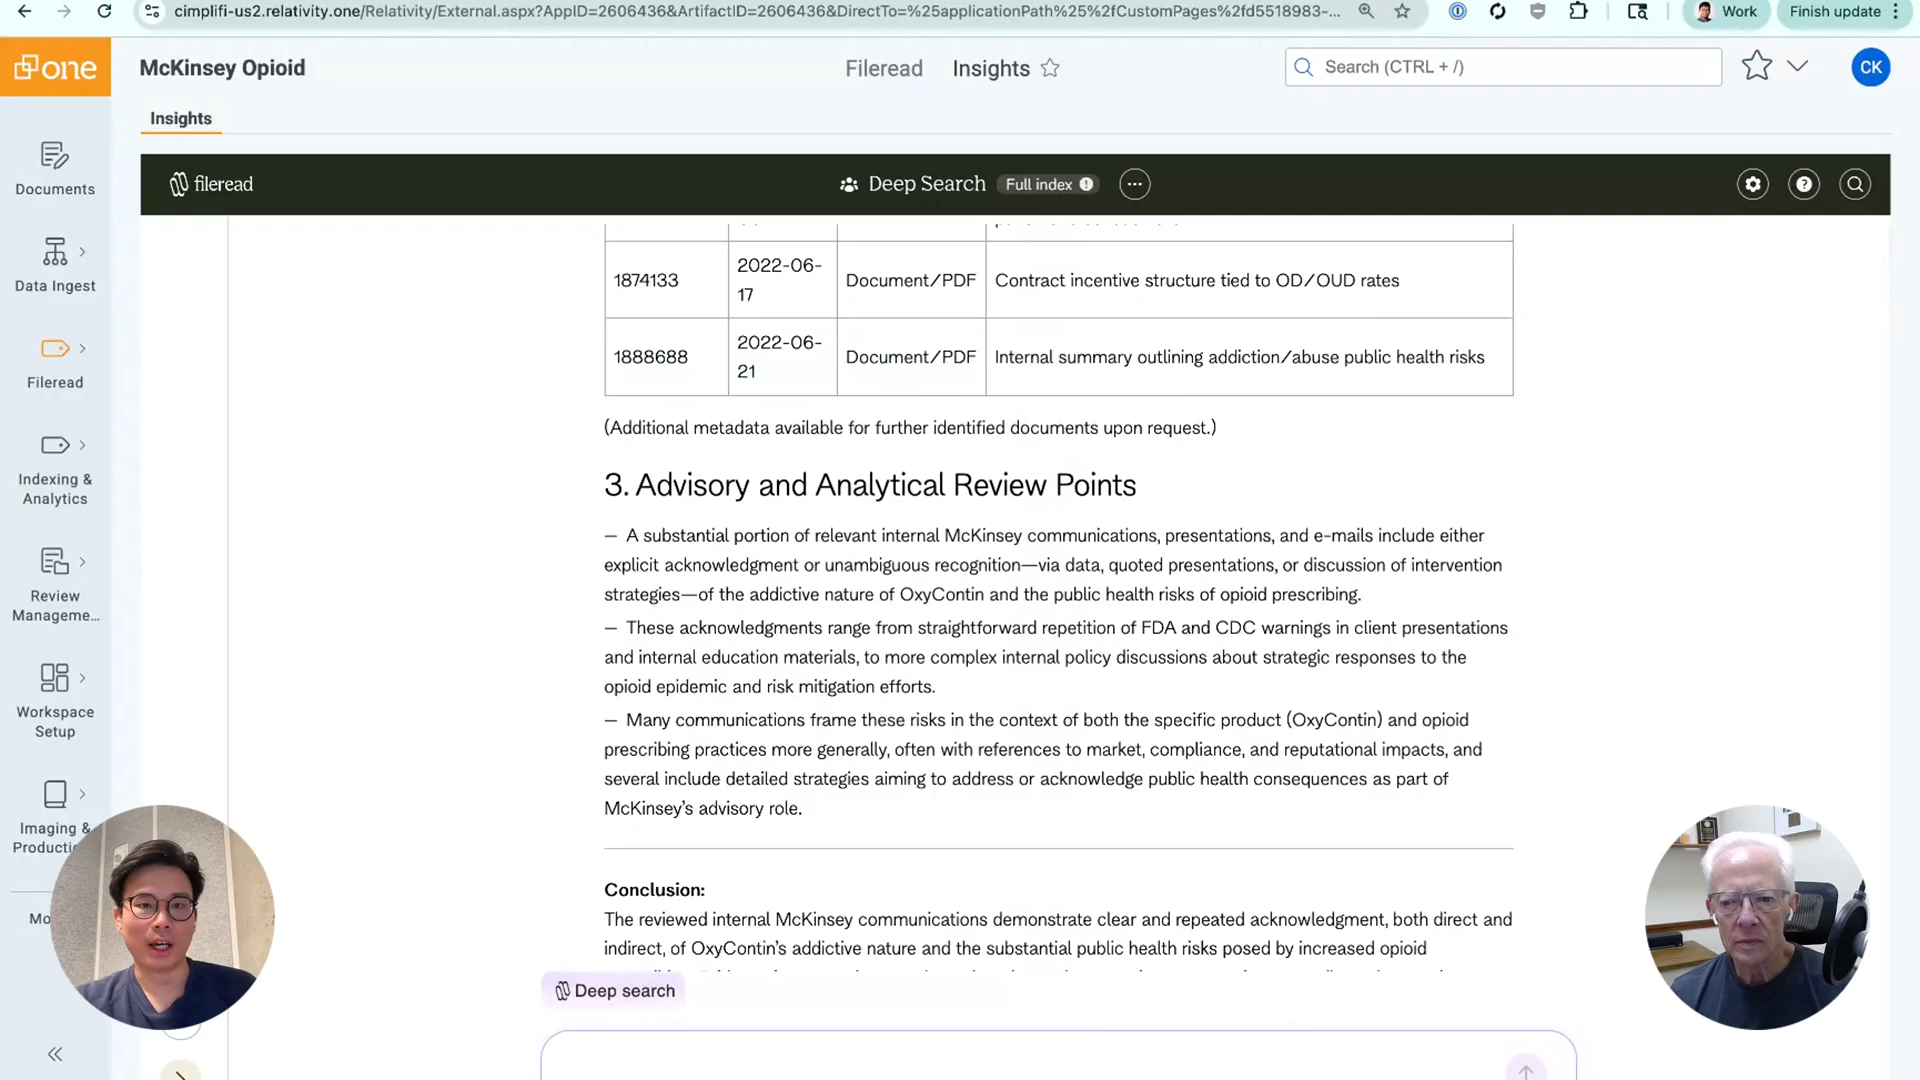 cimplifi-us2.relativity.one/Relativity/External.aspx?AppID=2606436&ArtifactID=2606436&DirectTo=%25applicationPath%25%2fCustomPages%2fd5518983-...
Work
Finish update
one
McKinsey Opioid
Fileread
Insights
Search (CTRL + /)
CK
Insights
Documents
Data Ingest
Fileread
Indexing &
Analytics
Review
Manageme...
Workspace
Setup
Imaging &
Producti
Mo
fileread
Deep Search
Full index
1874133
2022-06-
17
Document/PDF
Contract incentive structure tied to OD/OUD rates
1888688
2022-06-
21
Document/PDF
Internal summary outlining addiction/abuse public health risks
(Additional metadata available for further identified documents upon request.)
3. Advisory and Analytical Review Points
— A substantial portion of relevant internal McKinsey communications, presentations, and e-mails include either
explicit acknowledgment or unambiguous recognition—via data, quoted presentations, or discussion of intervention
strategies—of the addictive nature of OxyContin and the public health risks of opioid prescribing.
— These acknowledgments range from straightforward repetition of FDA and CDC warnings in client presentations
and internal education materials, to more complex internal policy discussions about strategic responses to the
opioid epidemic and risk mitigation efforts.
— Many communications frame these risks in the context of both the specific product (OxyContin) and opioid
prescribing practices more generally, often with references to market, compliance, and reputational impacts, and
several include detailed strategies aiming to address or acknowledge public health consequences as part of
McKinsey's advisory role.
Conclusion:
The reviewed internal McKinsey communications demonstrate clear and repeated acknowledgment, both direct and
indirect, of OxyContin's addictive nature and the substantial public health risks posed by increased opioid
Deep search